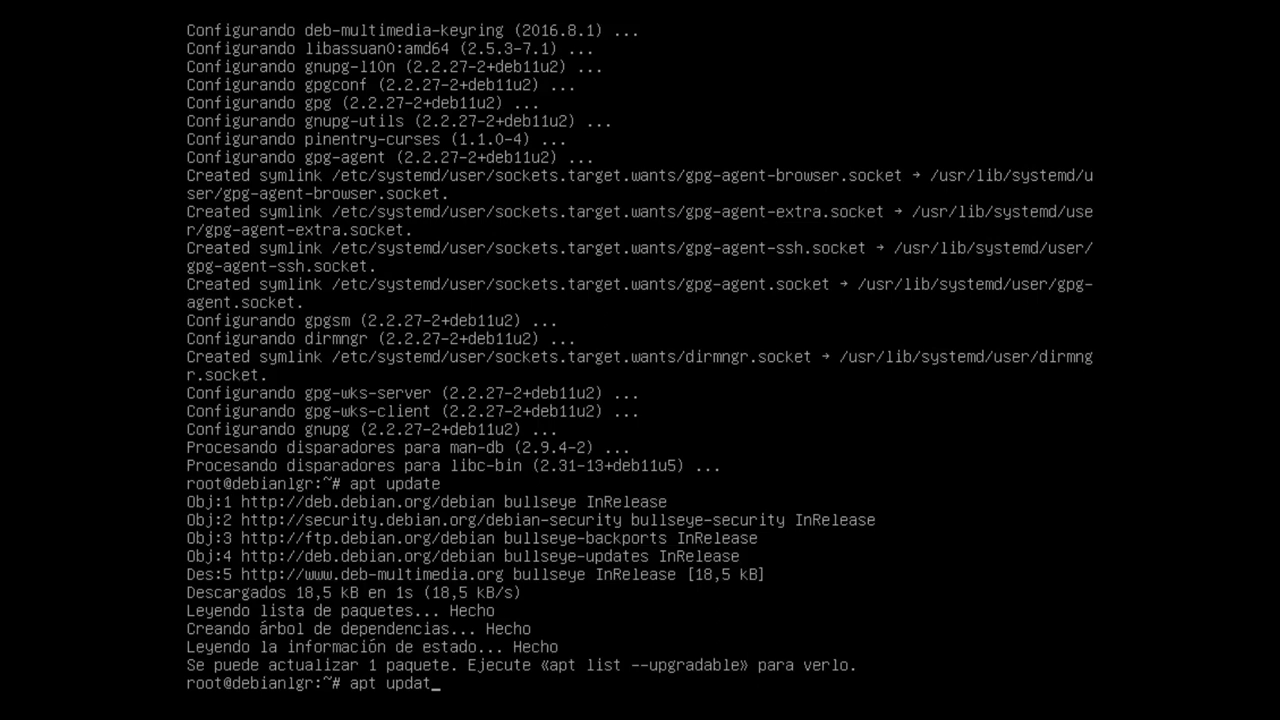 Configurando deb-multimedia-keyring (2016.8.1) ...
Configurando libassuan0:amd64 (2.5.3-7.1) ...
Configurando gnupg-l10n (2.2.27-2+deb11u2) ...
Configurando gpgconf (2.2.27-2+deb11u2) ...
Configurando gpg (2.2.27-2+deb11u2) ...
Configurando gnupg-utils (2.2.27-2+deb11u2) ...
Configurando pinentry-curses (1.1.0-4) ...
Configurando gpg-agent (2.2.27-2+deb11u2) ...
Created symlink /etc/systemd/user/sockets.target.wants/gpg-agent-browser.socket → /usr/lib/systemd/u
ser/gpg-agent-browser.socket.
Created symlink /etc/systemd/user/sockets.target.wants/gpg-agent-extra.socket → /usr/lib/systemd/use
r/gpg-agent-extra.socket.
Created symlink /etc/systemd/user/sockets.target.wants/gpg-agent-ssh.socket → /usr/lib/systemd/user/
gpg-agent-ssh.socket.
Created symlink /etc/systemd/user/sockets.target.wants/gpg-agent.socket → /usr/lib/systemd/user/gpg-
agent.socket.
Configurando gpgsm (2.2.27-2+deb11u2) ...
Configurando dirmngr (2.2.27-2+deb11u2) ...
Created symlink /etc/systemd/user/sockets.target.wants/dirmngr.socket → /usr/lib/systemd/user/dirmng
r.socket.
Configurando gpg-wks-server (2.2.27-2+deb11u2) ...
Configurando gpg-wks-client (2.2.27-2+deb11u2) ...
Configurando gnupg (2.2.27-2+deb11u2) ...
Procesando disparadores para man-db (2.9.4-2) ...
Procesando disparadores para libc-bin (2.31-13+deb11u5) ...
root@debianlgr:~# apt update
Obj:1 http://deb.debian.org/debian bullseye InRelease
Obj:2 http://security.debian.org/debian-security bullseye-security InRelease
Obj:3 http://ftp.debian.org/debian bullseye-backports InRelease
Obj:4 http://deb.debian.org/debian bullseye-updates InRelease
Des:5 http://www.deb-multimedia.org bullseye InRelease [18,5 kB]
Descargados 18,5 kB en 1s (18,5 kB/s)
Leyendo lista de paquetes... Hecho
Creando árbol de dependencias... Hecho
Leyendo la información de estado... Hecho
Se puede actualizar 1 paquete. Ejecute «apt list --upgradable» para verlo.
root@debianlgr:~# apt updat_